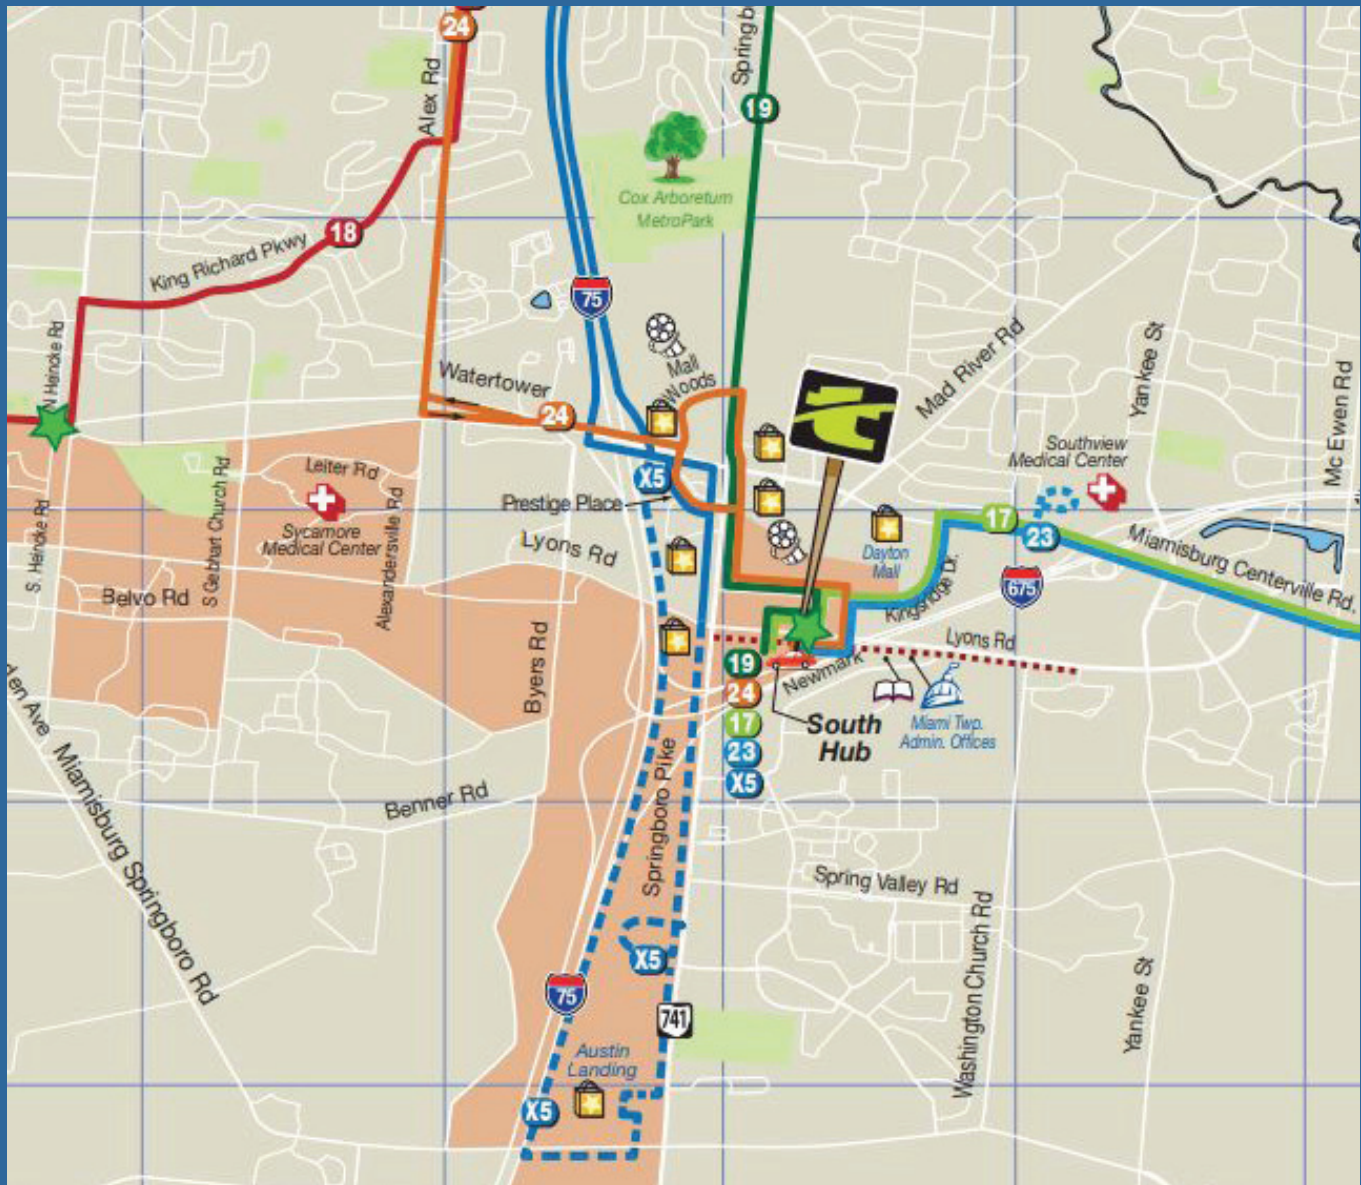 24
Alex Rd
Springb
19
Cox Arboretum
MetroPark
18
King Richard Pkwy
75
N Heincke Rd
Watertower
24
Mall
Woods
Mad River Rd
Yankee St
Mc Ewen Rd
Southview
Medical Center
Leiter Rd
Sycamore
Medical Center
S. Heincke Rd
S Gebhart Church Rd
Alexandersville Rd
X5
Prestige Place
Lyons Rd
Dayton
Mall
17
23
Miamisburg Centerville Rd.
675
Kingsridge Dr.
Belvo Rd
Byers Rd
Lyons Rd
Newmark
19
24
17
23
X5
South
Hub
Miami Twp.
Admin. Offices
den Ave
Miamisburg Springboro Rd
Benner Rd
Springboro Pike
Spring Valley Rd
Washington Church Rd
Yankee St
X5
75
741
Austin
Landing
X5